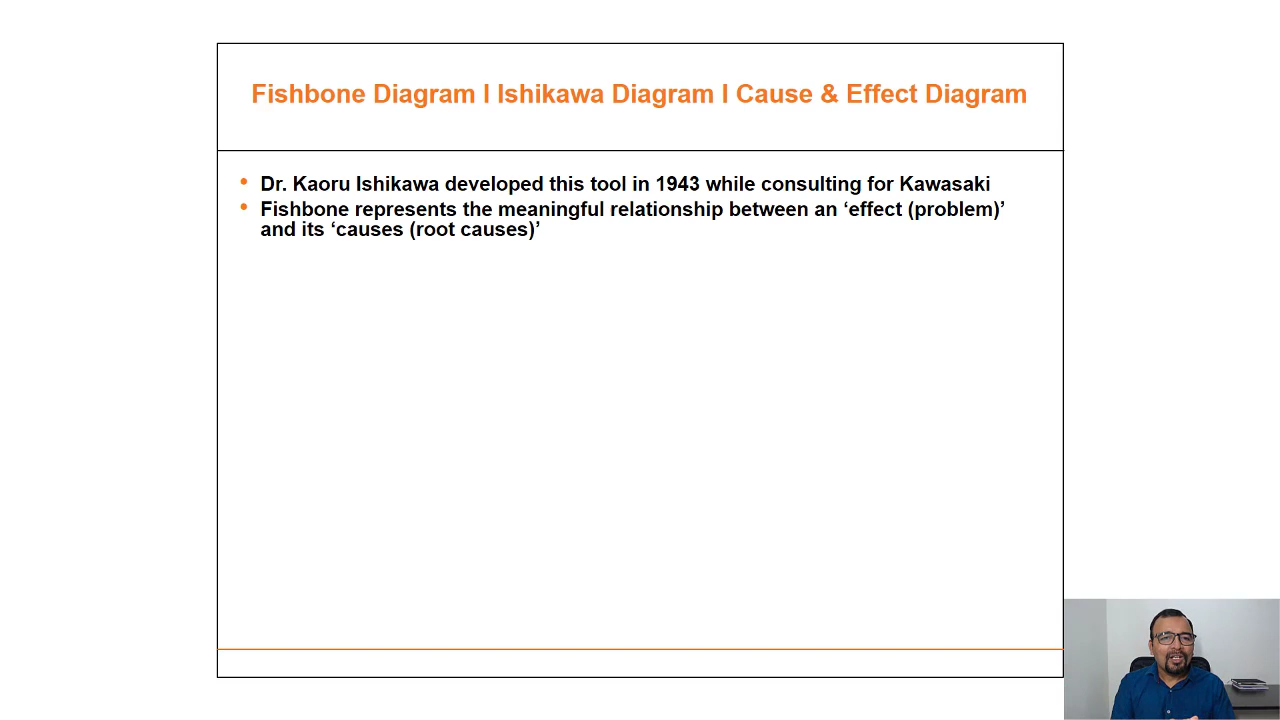 Fishbone Diagram I Ishikawa Diagram I Cause & Effect Diagram
• Dr. Kaoru Ishikawa developed this tool in 1943 while consulting for Kawasaki
• Fishbone represents the meaningful relationship between an ‘effect (problem)’
and its ‘causes (root causes)’